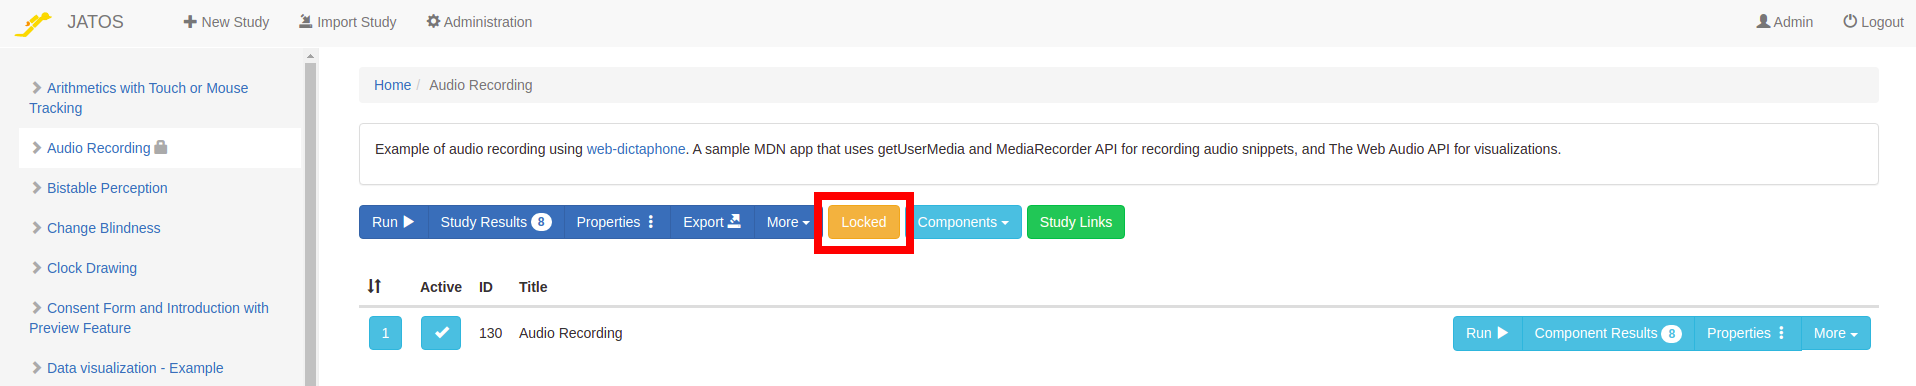 JATOS New Study Import Study Administration Admin Logout
Arithmetics with Touch or Mouse
Tracking
Audio Recording
Bistable Perception
Change Blindness
Clock Drawing
Consent Form and Introduction with
Preview Feature
Data visualization - Example
Home / Audio Recording
Example of audio recording using web-dictaphone. A sample MDN app that uses getUserMedia and MediaRecorder API for recording audio snippets, and The Web Audio API for visualizations.
Run Study Results 8 Properties Export More Locked Components Study Links
Active ID Title
1 130 Audio Recording Run Component Results 8 Properties More